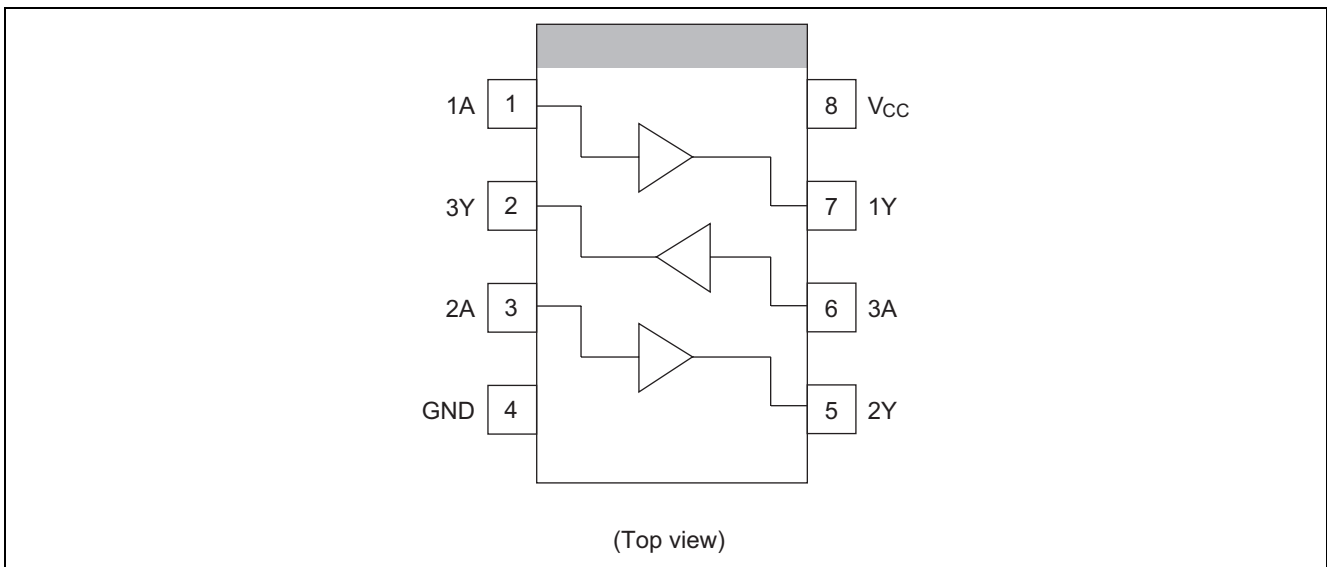 1A 1 8 VCC
3Y 2 7 1Y
2A 3 6 3A
GND 4 5 2Y
(Top view)